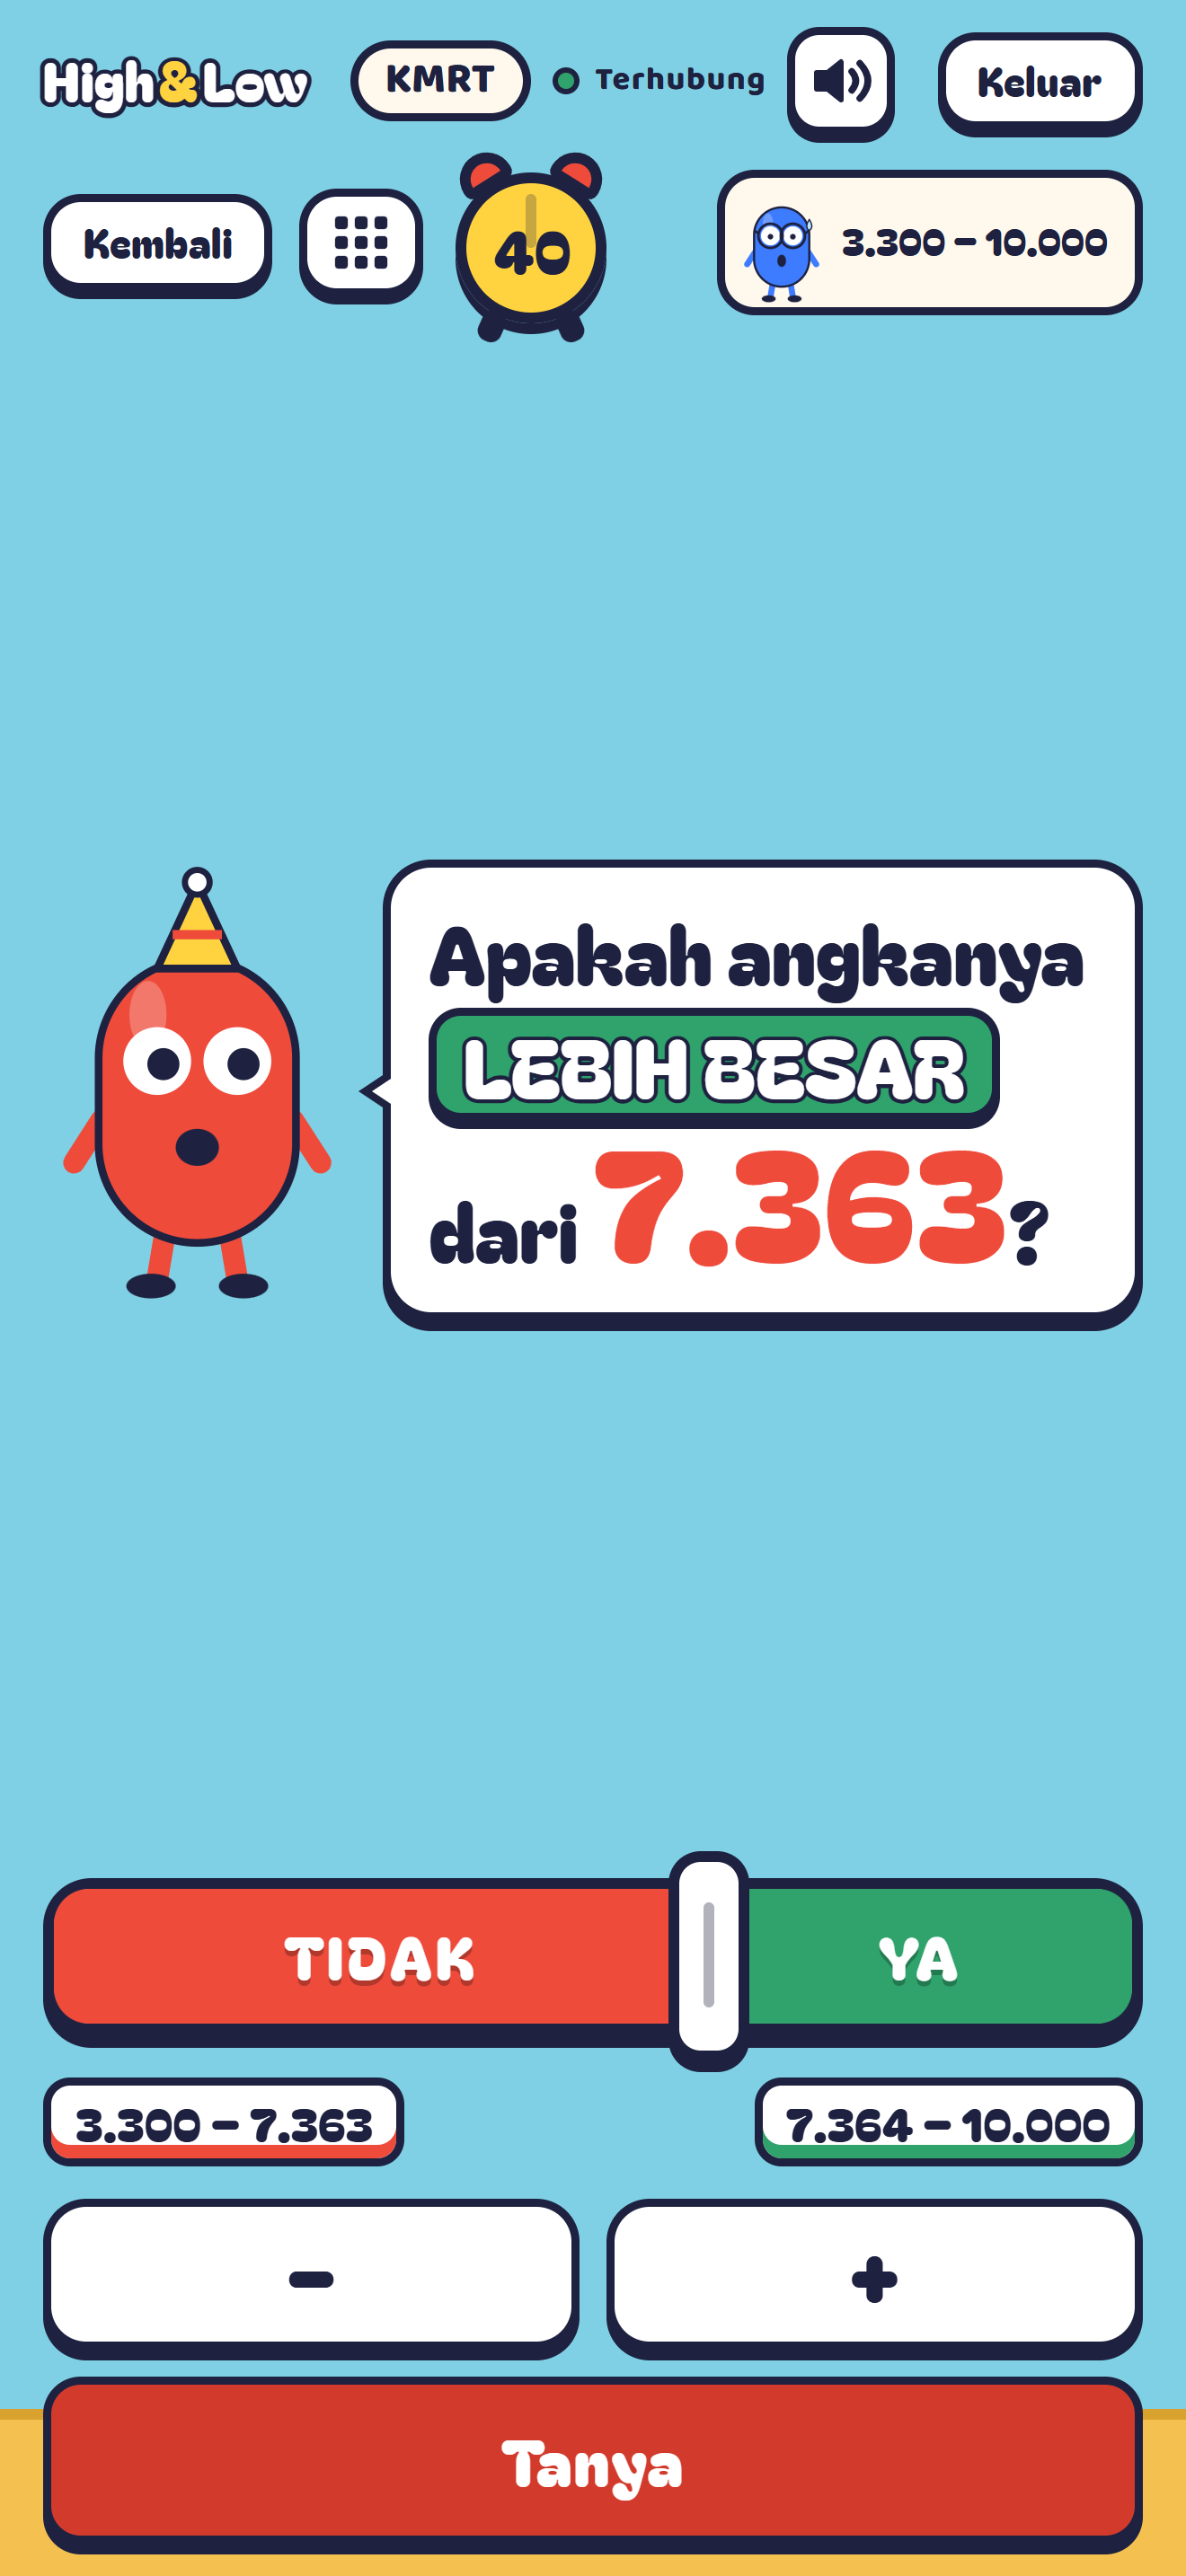 High&Low
KMRT
Terhubung
Keluar
Kembali
40
3.300 – 10.000
Apakah angkanya
LEBIH BESAR
dari 7.363?
TIDAK
YA
3.300 – 7.363
7.364 – 10.000
–
+
Tanya